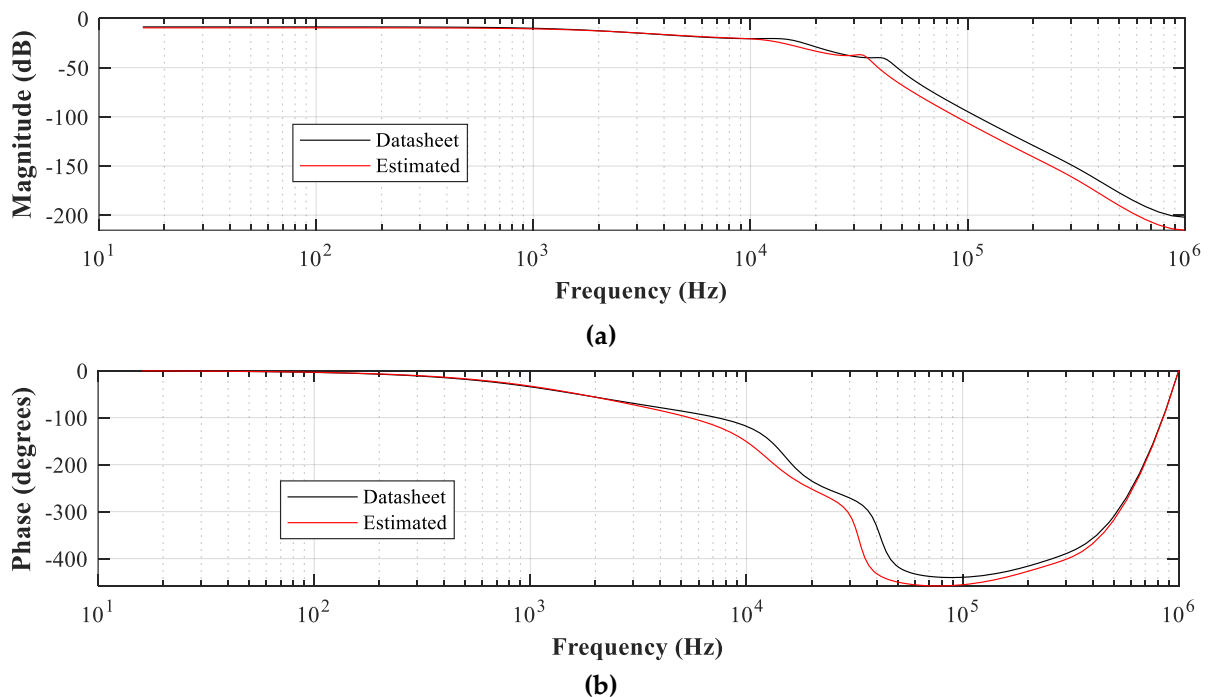 0
-50
-100
-150
-200
Magnitude (dB)
Datasheet
Estimated
10^1 10^2 10^3 10^4 10^5 10^6
Frequency (Hz)
(a)
0
-100
-200
-300
-400
Phase (degrees)
Datasheet
Estimated
10^1 10^2 10^3 10^4 10^5 10^6
Frequency (Hz)
(b)